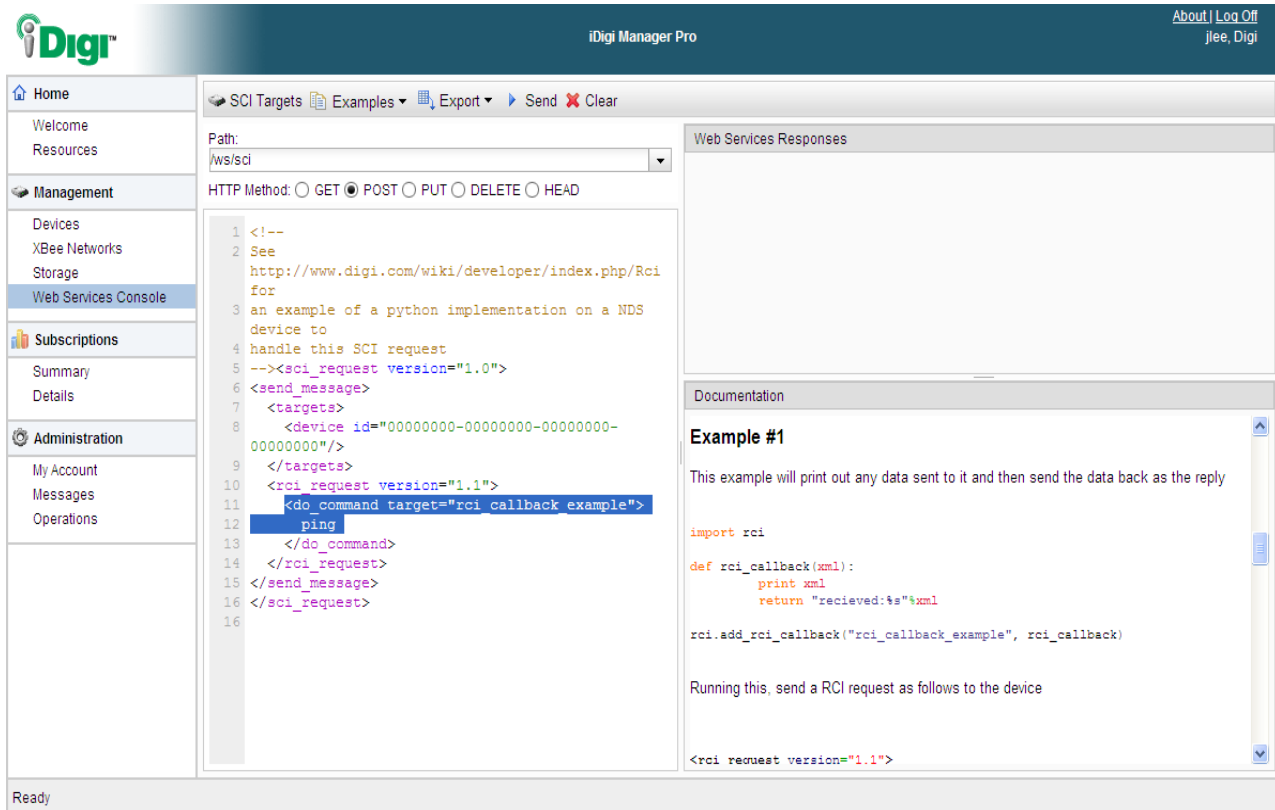 iDigi™
iDigi Manager Pro
About | Log Off
jlee, Digi
Home
Welcome
Resources
Management
Devices
XBee Networks
Storage
Web Services Console
Subscriptions
Summary
Details
Administration
My Account
Messages
Operations
SCI Targets Examples Export Send Clear
Path:
/ws/sci
HTTP Method: GET POST PUT DELETE HEAD
1 <!--
2 See
http://www.digi.com/wiki/developer/index.php/Rci
for
3 an example of a python implementation on a NDS
device to
4 handle this SCI request
5 --><sci_request version="1.0">
6 <send_message>
7 <targets>
8 <device id="00000000-00000000-00000000-
00000000"/>
9 </targets>
10 <rci_request version="1.1">
11 <do_command target="rci_callback_example">
12 ping
13 </do_command>
14 </rci_request>
15 </send_message>
16 </sci_request>
16
Web Services Responses
Documentation
Example #1
This example will print out any data sent to it and then send the data back as the reply
import rci
def rci_callback(xml):
print xml
return "recieved:%s"%xml
rci.add_rci_callback("rci_callback_example", rci_callback)
Running this, send a RCI request as follows to the device
<rci request version="1.1">
Ready